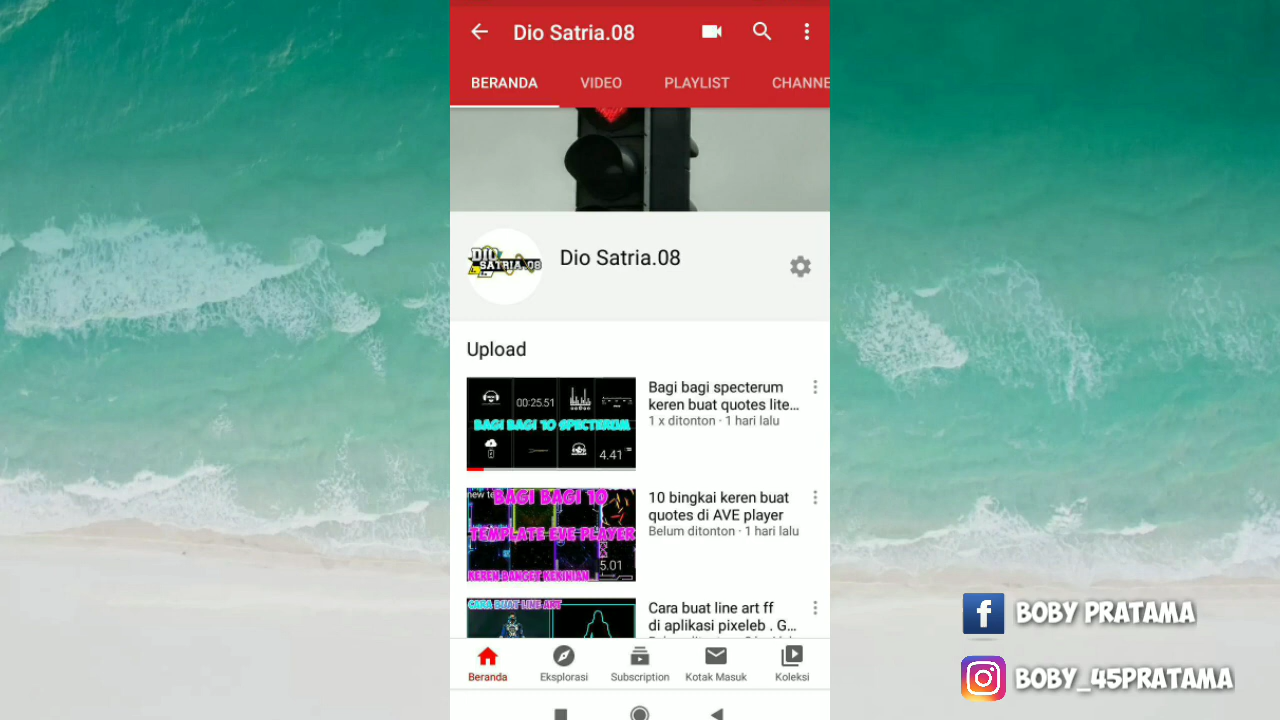 Dio Satria.08
BERANDA VIDEO PLAYLIST CHANNE
DIO
SATRIA.08
Dio Satria.08
Upload
00:25.51
BAGI BAGI 10 SPECTERUM
4.41
Bagi bagi specterum
keren buat quotes lite...
1 x ditonton · 1 hari lalu
new te
BAGI BAGI 10
TEMPLATE EVE PLAYER
KEREN BANGET KEKINIAN
5.01
10 bingkai keren buat
quotes di AVE player
Belum ditonton · 1 hari lalu
CARA BUAT LINE ART
Cara buat line art ff
di aplikasi pixeleb . G...
Beranda Eksplorasi Subscription Kotak Masuk Koleksi
BOBY PRATAMA
BOBY_45PRATAMA